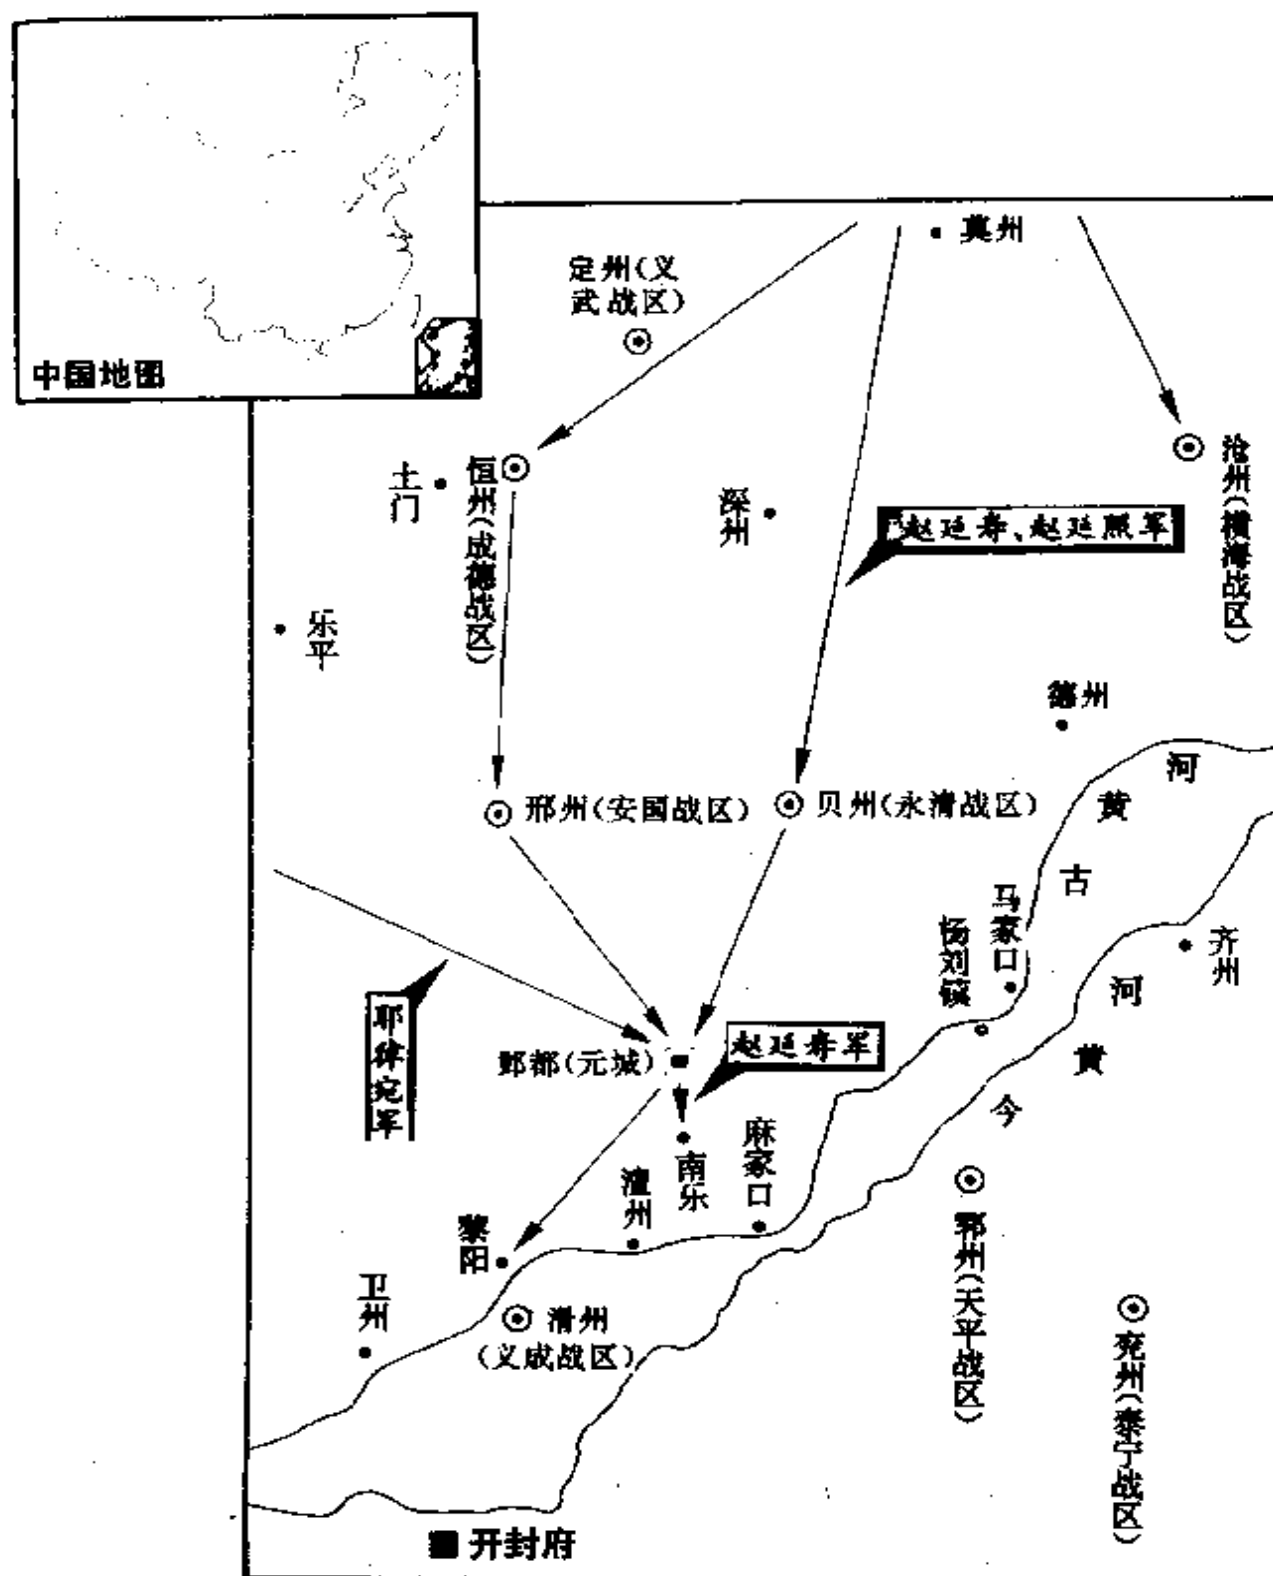 中国地图
莫州
定州(义
武战区)
恒州(成德战区)
土门
深州
赵延寿、赵延照军
沧州(横海战区)
乐平
德州
邢州(安国战区)
贝州(永清战区)
黄河
古
马家口
杨刘镇
齐州
河
黄
今
耶律宛军
邺都(元城)
赵延寿军
南乐
麻家口
澶州
黎阳
卫州
滑州
(义成战区)
郓州(天平战区)
兖州(泰宁战区)
开封府